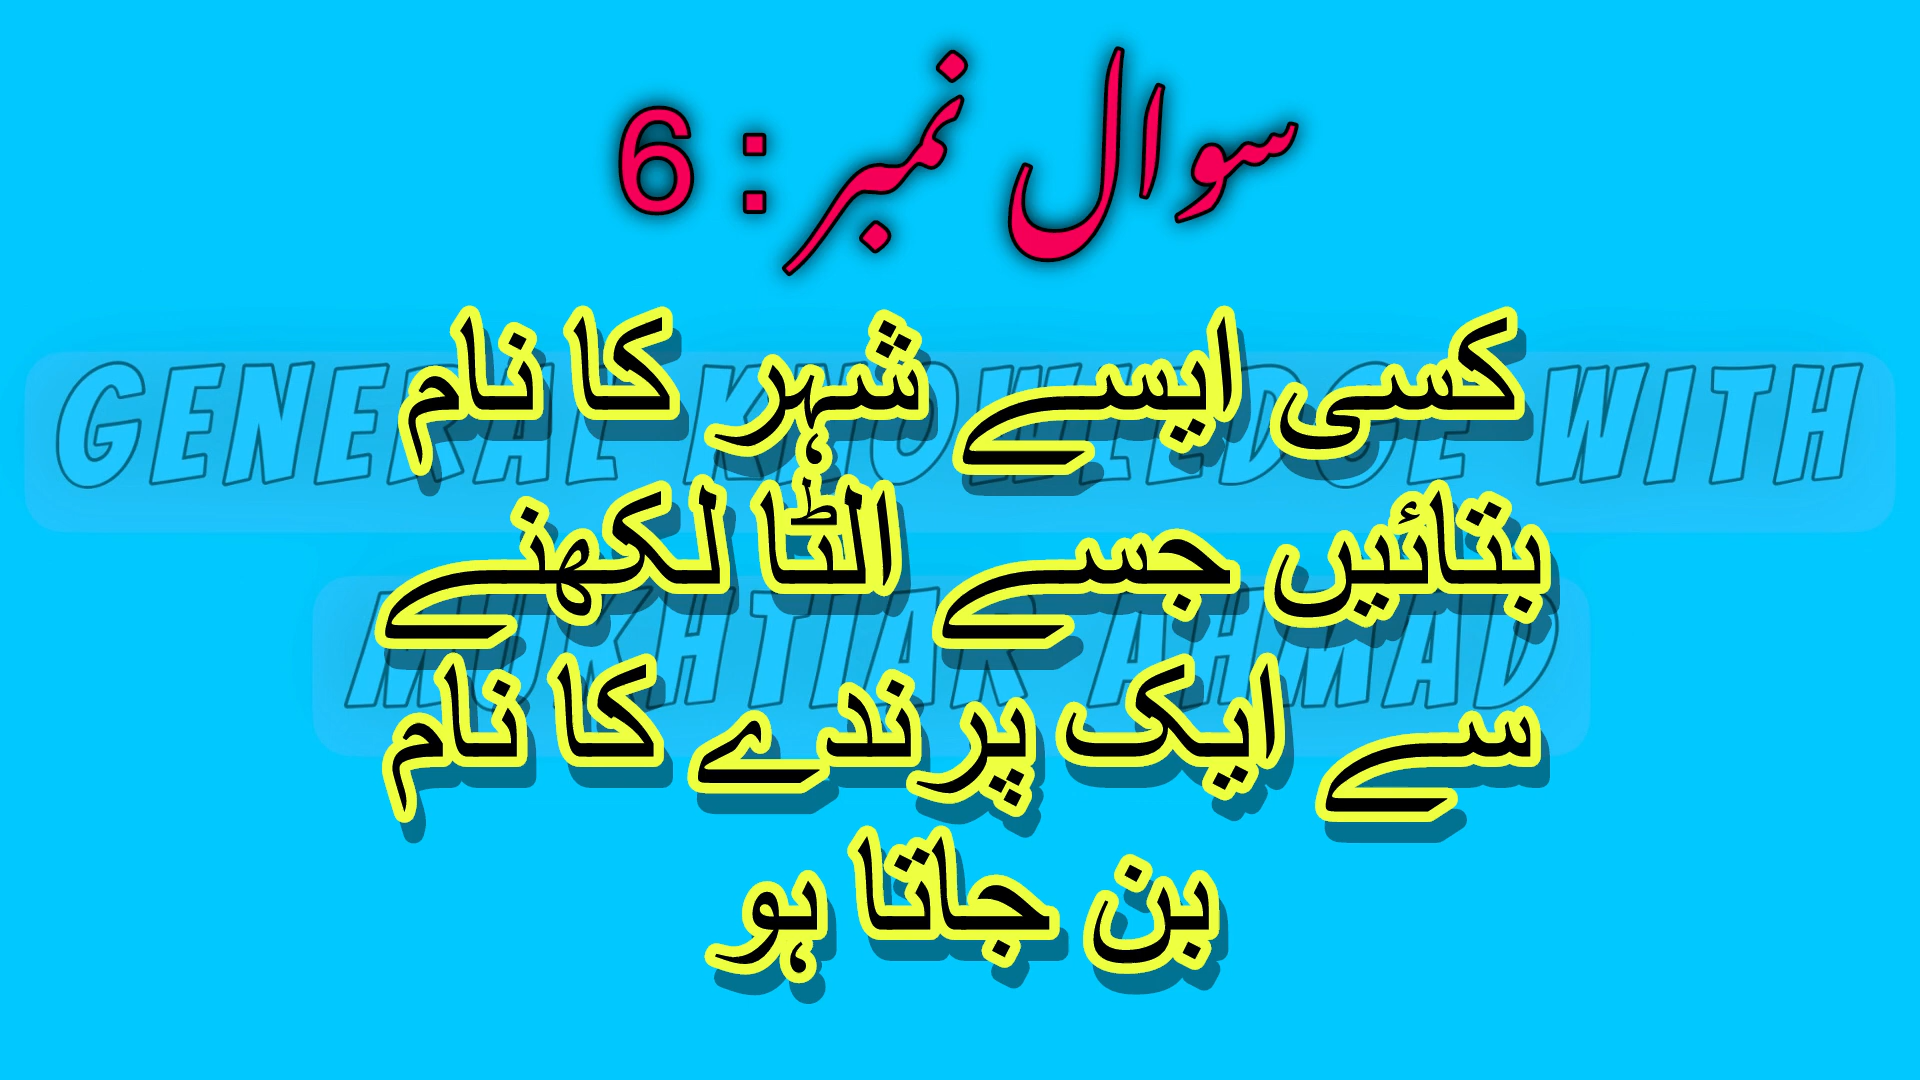 سوال نمبر: 6
کسی ایسے شہر کا نام
GENERAL KNOWLEDGE WITH
بتائیں جسے الٹا لکھنے
MUKHTIAR AHMAD
سے ایک پرندے کا نام
بن جاتا ہو